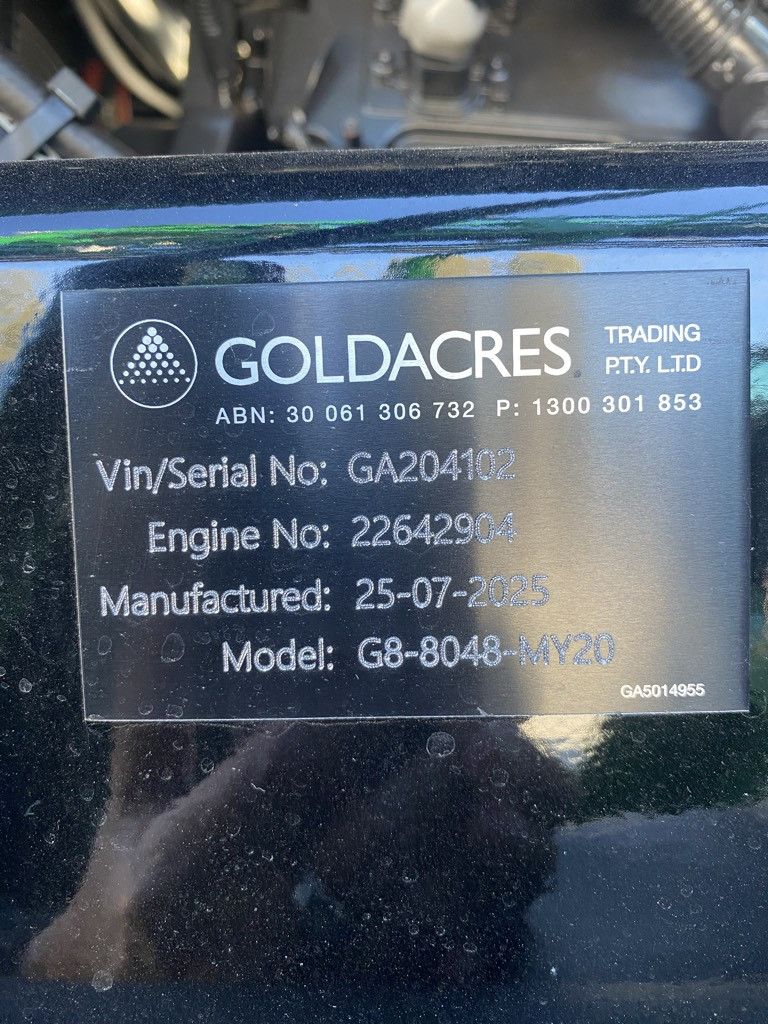 GOLDACRES TRADING PTY. L.T.D
ABN: 30 061 306 732 P: 1300 301 853
Vin/Serial No: GA204102
Engine No: 22642904
Manufactured: 25-07-2025
Model: G8-8048-MY20
GA5014955